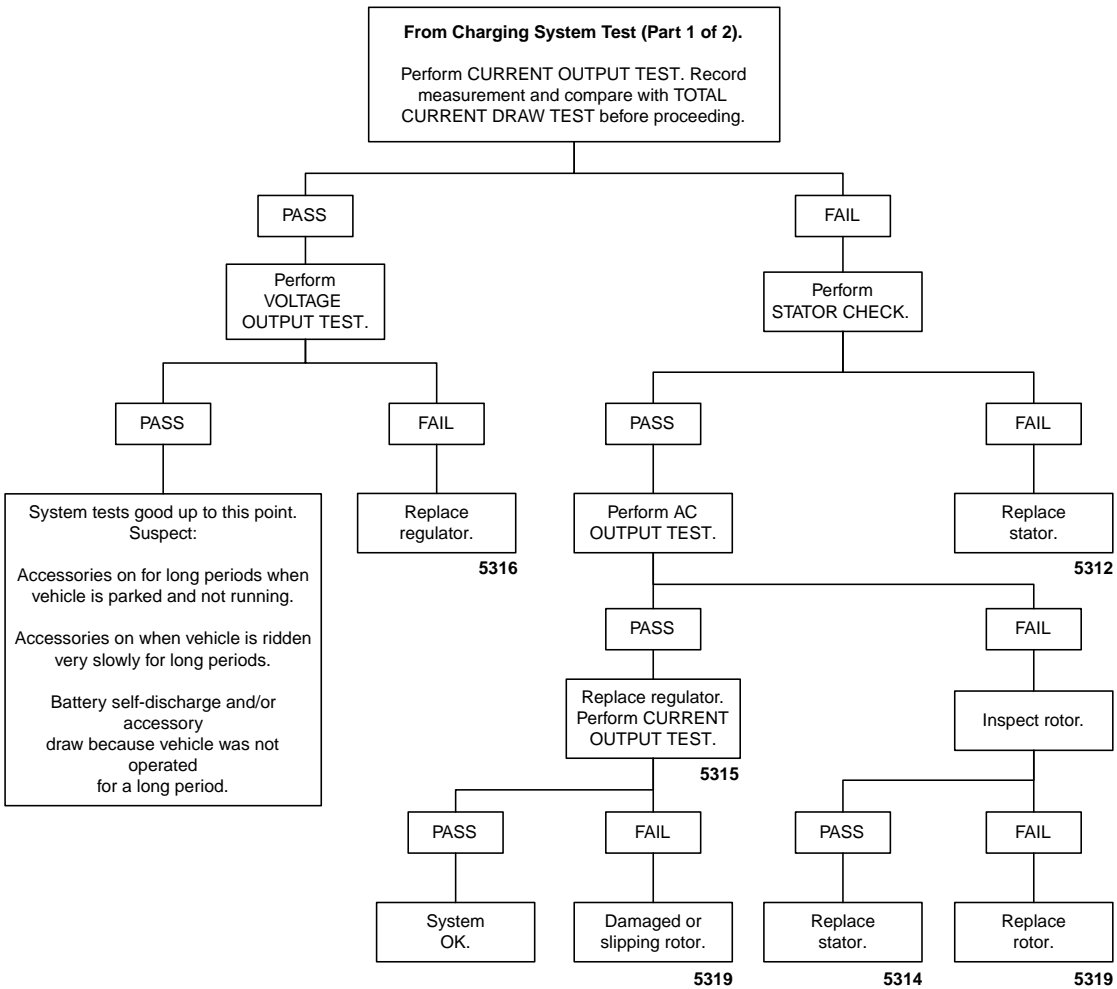 From Charging System Test (Part 1 of 2).
Perform CURRENT OUTPUT TEST. Record
measurement and compare with TOTAL
CURRENT DRAW TEST before proceeding.
PASS
FAIL
Perform
VOLTAGE
OUTPUT TEST.
Perform
STATOR CHECK.
PASS
FAIL
PASS
FAIL
System tests good up to this point.
Suspect:
Accessories on for long periods when
vehicle is parked and not running.
Accessories on when vehicle is ridden
very slowly for long periods.
Battery self-discharge and/or
accessory
draw because vehicle was not
operated
for a long period.
Replace
regulator.
5316
Perform AC
OUTPUT TEST.
Replace
stator.
5312
PASS
FAIL
Replace regulator.
Perform CURRENT
OUTPUT TEST.
5315
Inspect rotor.
PASS
FAIL
PASS
FAIL
System
OK.
Damaged or
slipping rotor.
5319
Replace
stator.
5314
Replace
rotor.
5319